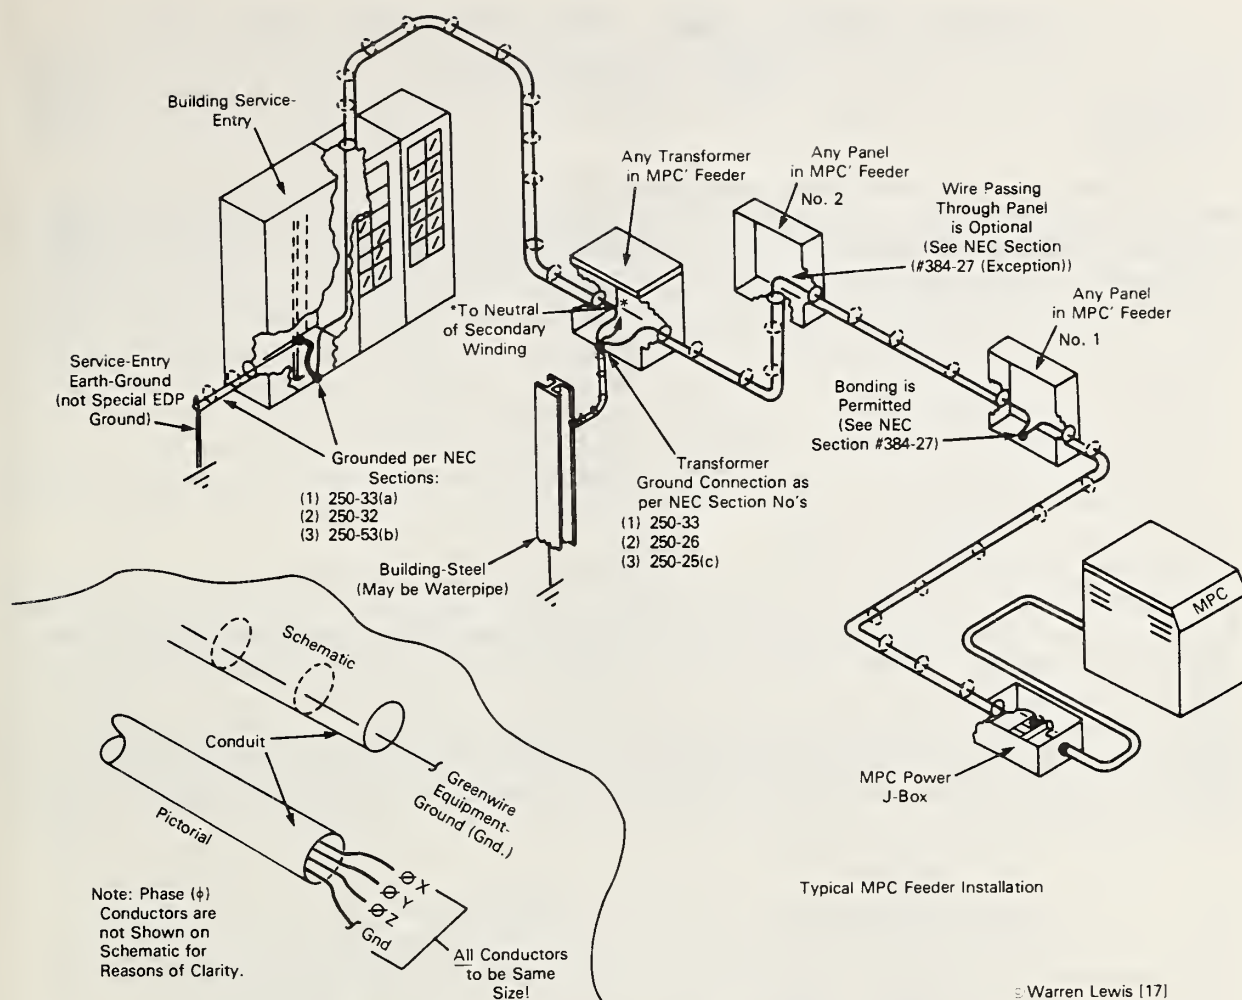 Building Service-
Entry
Any Transformer
in MPC' Feeder
Any Panel
in MPC' Feeder
No. 2
Wire Passing
Through Panel
is Optional
(See NEC Section
(#384-27 (Exception))
Any Panel
in MPC' Feeder
No. 1
*
*To Neutral
of Secondary
Winding
Service-Entry
Earth-Ground
(not Special EDP
Ground)
Bonding is
Permitted
(See NEC
Section #384-27)
Grounded per NEC
Sections:
(1) 250-33(a)
(2) 250-32
(3) 250-53(b)
Transformer
Ground Connection as
per NEC Section No's
(1) 250-33
(2) 250-26
(3) 250-25(c)
Building-Steel
(May be Waterpipe)
MPC
MPC Power
J-Box
Schematic
Conduit
Greenwire
Equipment-
Ground (Gnd.)
Pictorial
Ø X
Ø Y
Ø Z
Gnd
All Conductors
to be Same
Size!
Note: Phase (ϕ)
Conductors are
not Shown on
Schematic for
Reasons of Clarity.
Typical MPC Feeder Installation
Warren Lewis [17]